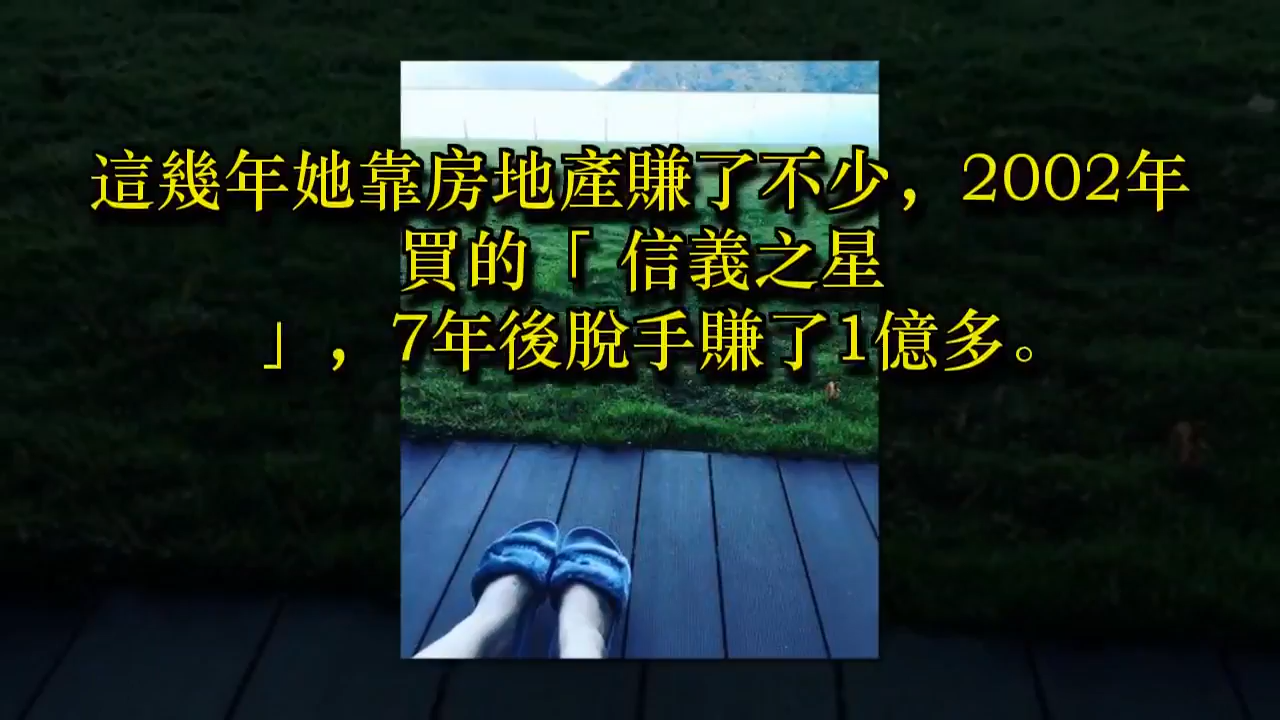 這幾年她靠房地產賺了不少，2002年
買的「 信義之星
」，7年後脫手賺了1億多。